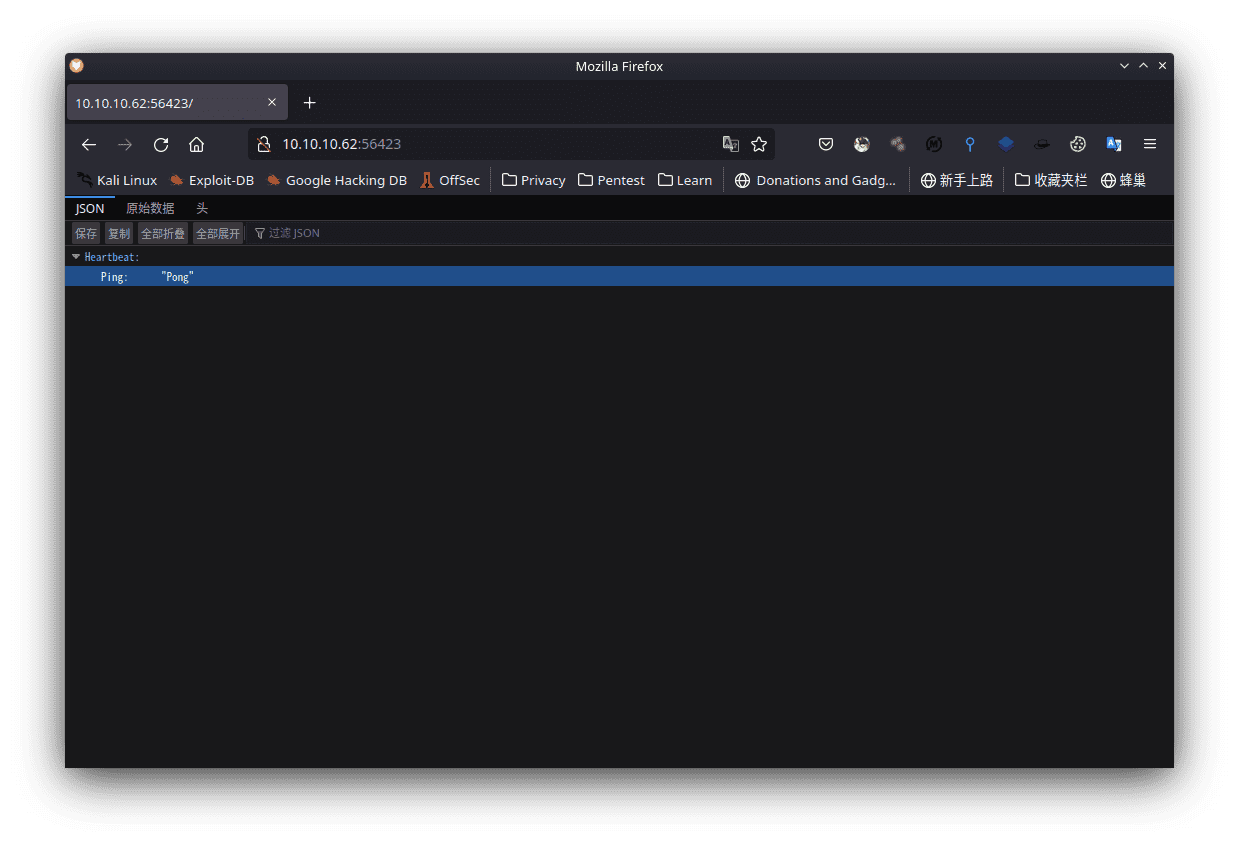 Mozilla Firefox
10.10.10.62:56423/
10.10.10.62:56423
Kali Linux Exploit-DB Google Hacking DB OffSec Privacy Pentest Learn Donations and Gadg... 新手上路 收藏夹栏 蜂巢
JSON 原始数据 头
保存 复制 全部折叠 全部展开 过滤 JSON
Heartbeat:
Ping: "Pong"